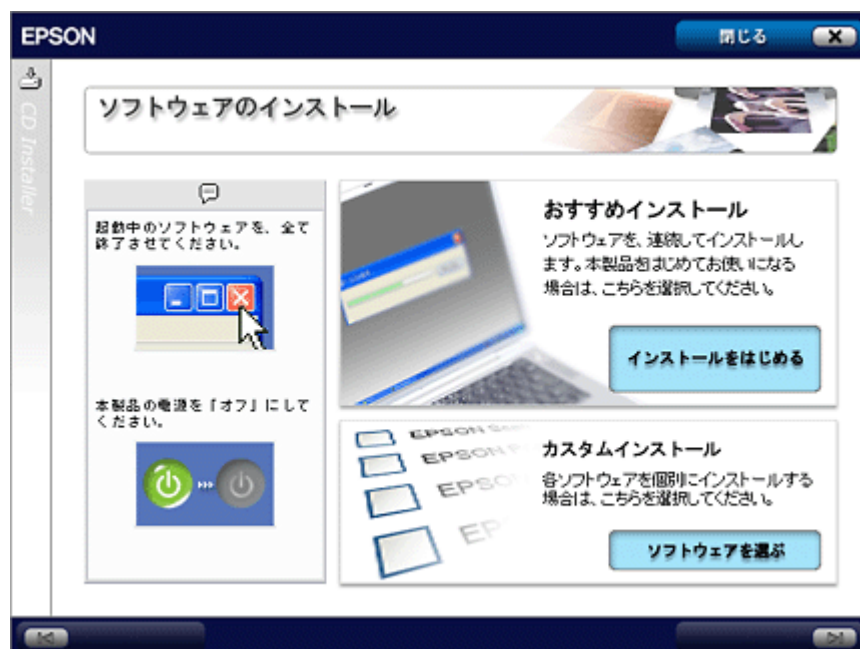 EPSON
閉じる
CD Installer
ソフトウェアのインストール
起動中のソフトウェアを、全て
終了させてください。
本製品の電源を「オフ」にして
ください。
おすすめインストール
ソフトウェアを、連続してインストールし
ます。本製品をはじめてお使いになる
場合は、こちらを選択してください。
インストールをはじめる
EPSON
EPSON
EPSO
EP
カスタムインストール
各ソフトウェアを個別にインストールする
場合は、こちらを選択してください。
ソフトウェアを選ぶ